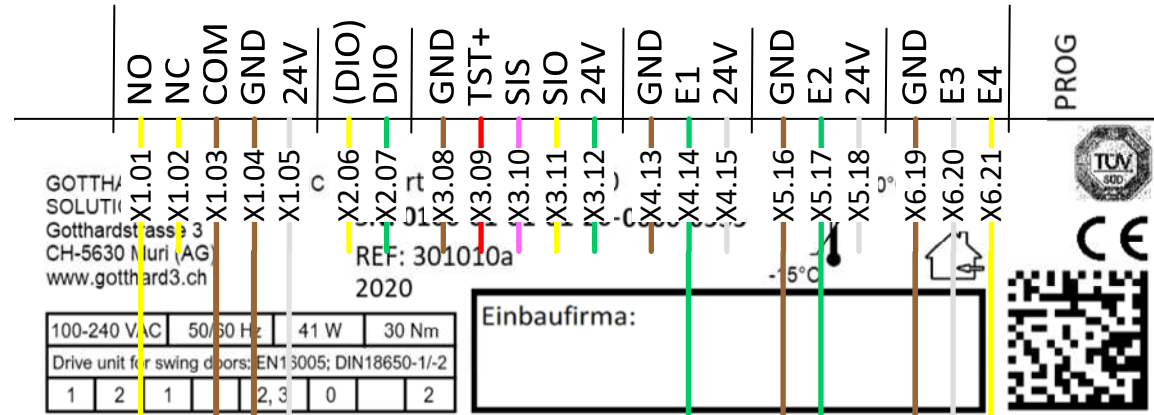 NO NC COM GND 24V (DIO) DIO GND TST+ SIS SIO 24V GND E1 24V GND E2 24V GND E3 E4 PROG
X1.01 X1.02 X1.03 X1.04 X1.05 X2.06 X2.07 X3.08 X3.09 X3.10 X3.11 X3.12 X4.13 X4.14 X4.15 X5.16 X5.17 X5.18 X6.19 X6.20 X6.21
TÜV
SÜD
Gotthardstrasse 3
CH-5630 Muri (AG)
www.gotthard3.ch
REF: 301010a
2020
-15°C
CE
Einbaufirma:
100-240 VAC 50/60 Hz 41 W 30 Nm
Drive unit for swing doors: EN16005; DIN18650-1/-2
1 2 1 2, 3 0 2